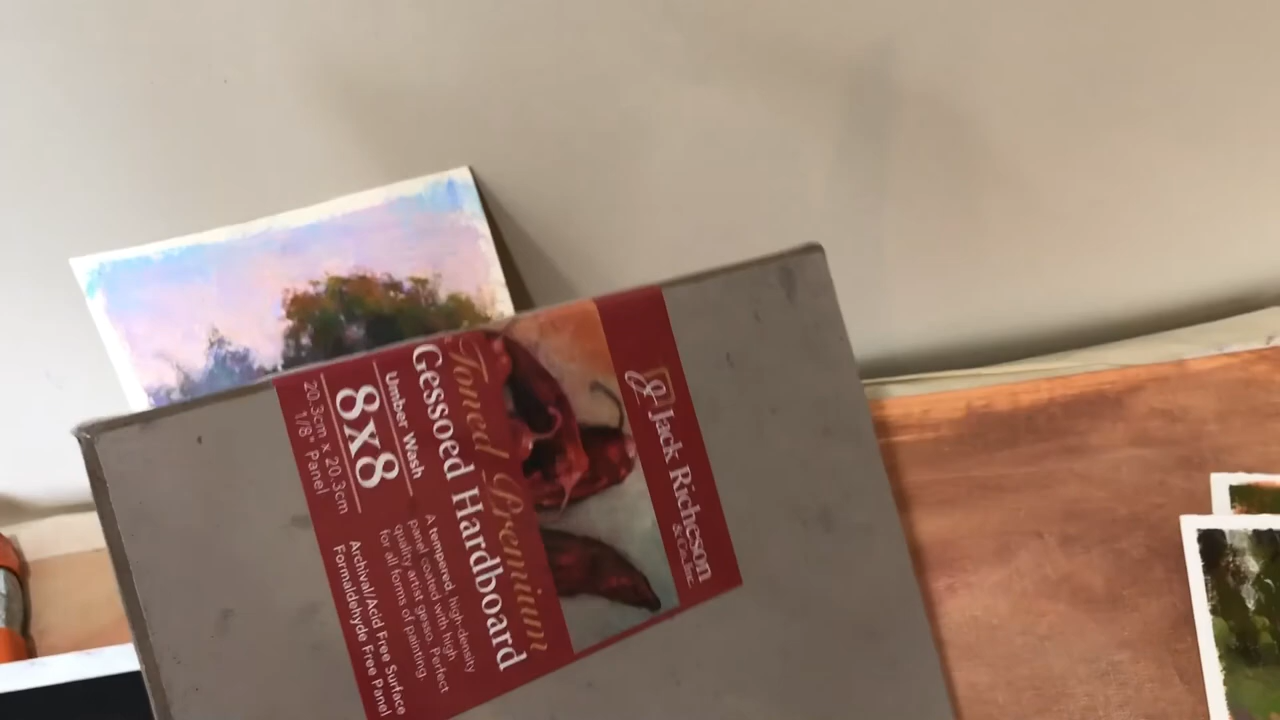 Jack Richeson
& Co., Inc.
Toned Premium
Gessoed Hardboard
Umber Wash
8x8
20.3cm x 20.3cm
1/8" Panel
A tempered, high-density
panel coated with high
quality artist gesso. Perfect
for all forms of painting.
Archival/Acid Free Surface
Formaldehyde Free Panel